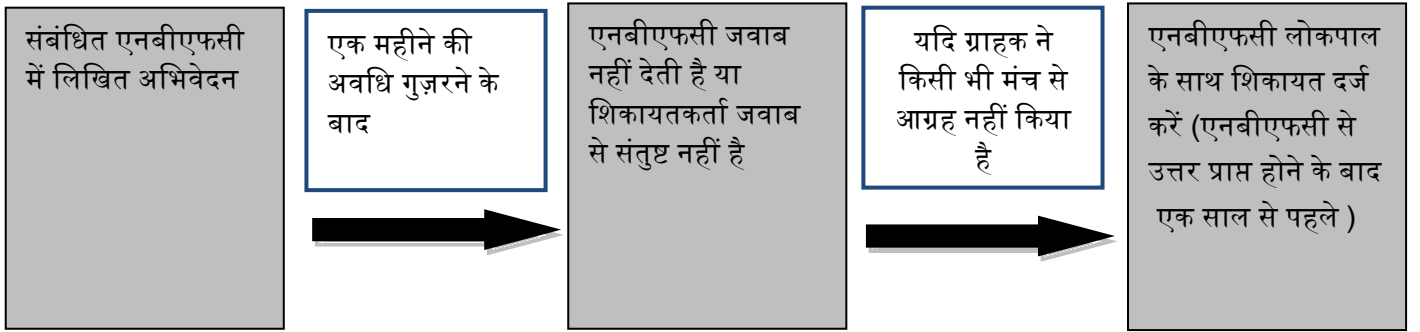 संबंधित एनबीएफसी
में लिखित अभिवेदन
एक महीने की
अवधि गुज़रने के
बाद
एनबीएफसी जवाब
नहीं देती है या
शिकायतकर्ता जवाब
से संतुष्ट नहीं है
यदि ग्राहक ने
किसी भी मंच से
आग्रह नहीं किया
है
एनबीएफसी लोकपाल
के साथ शिकायत दर्ज
करें (एनबीएफसी से
उत्तर प्राप्त होने के बाद
एक साल से पहले )